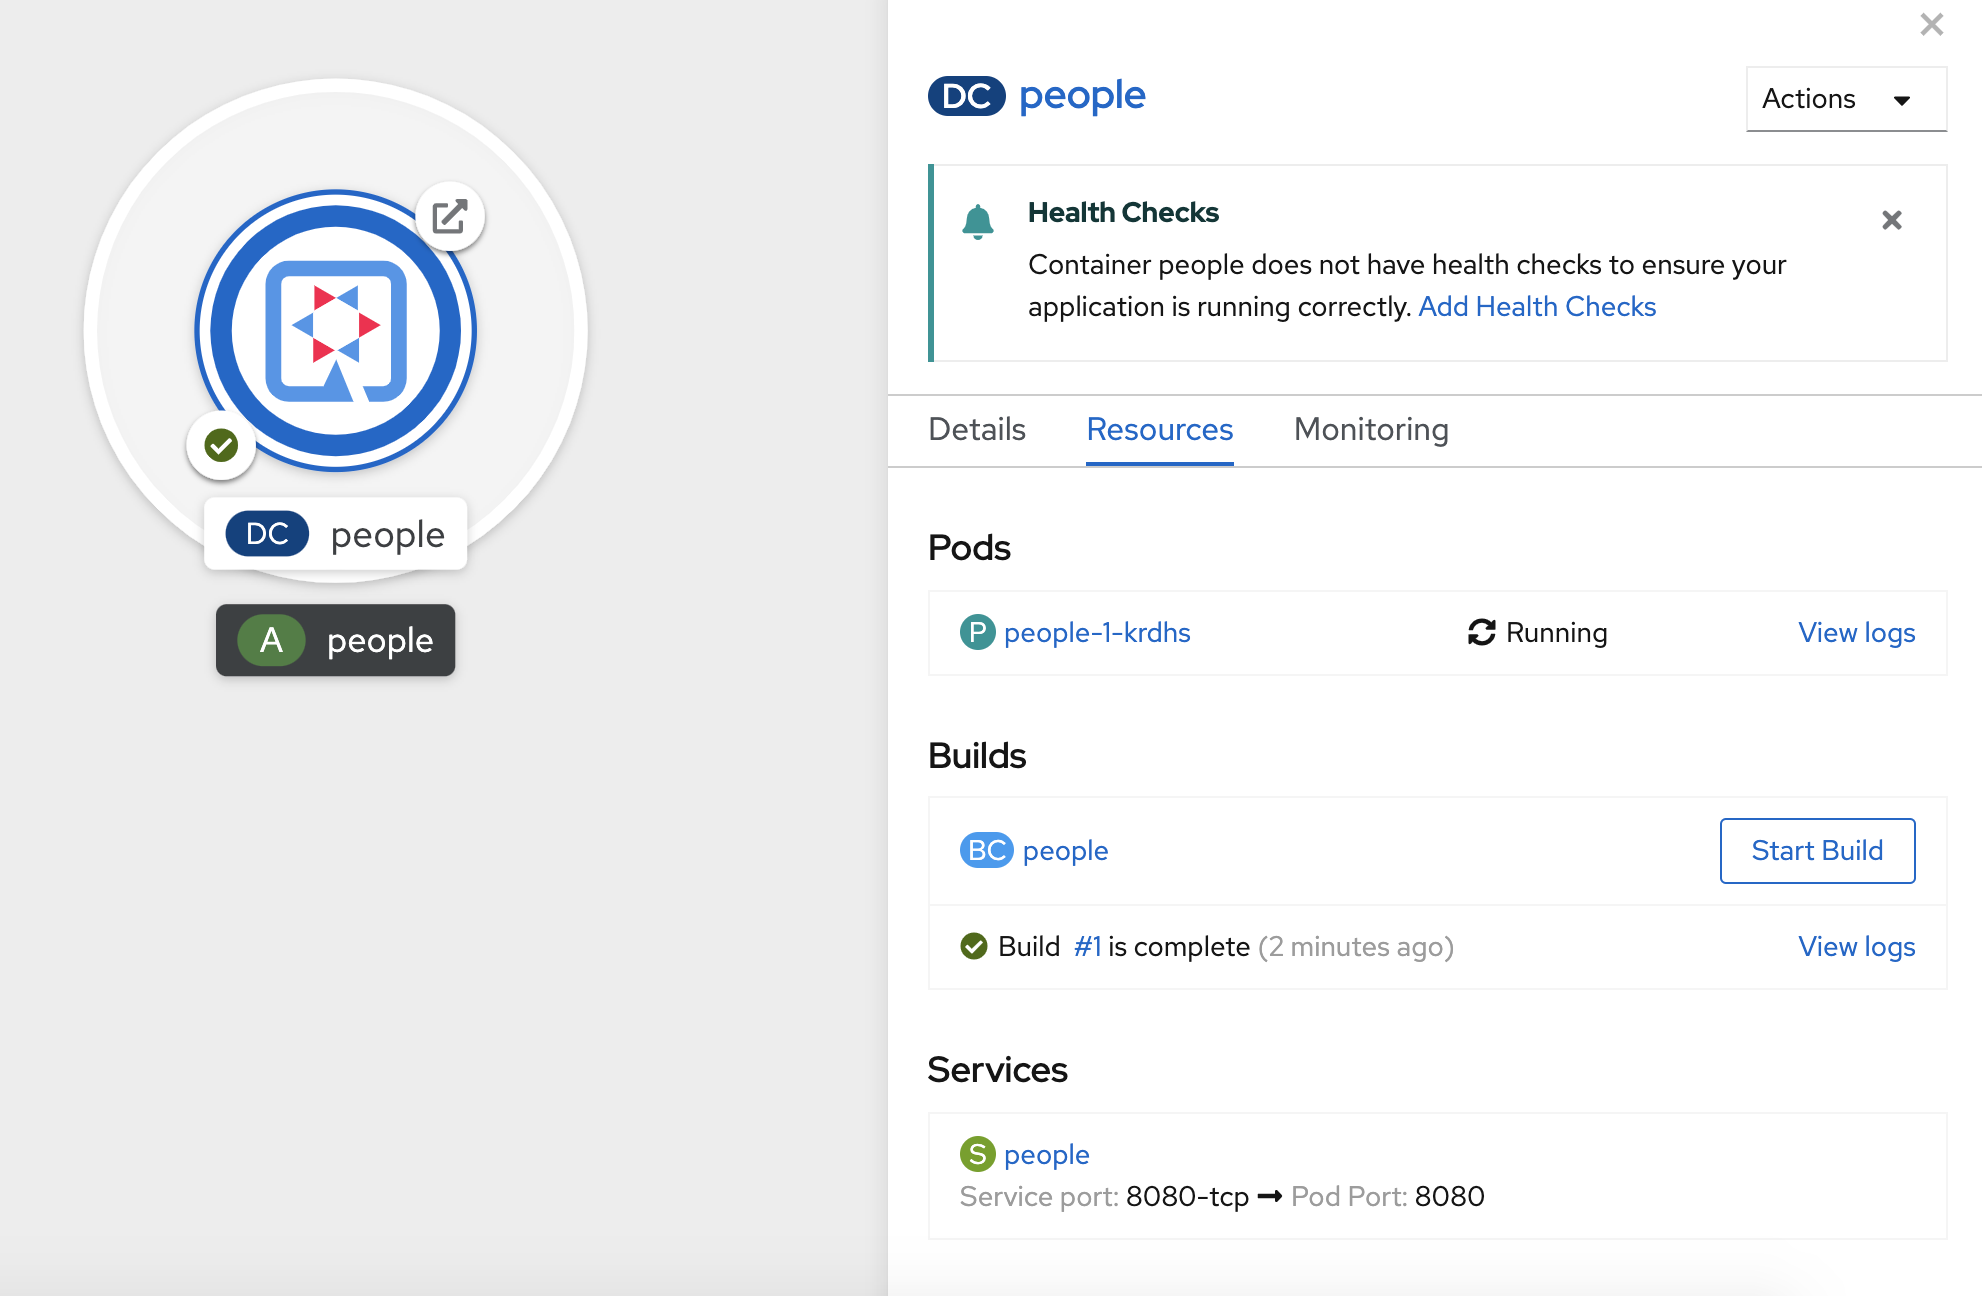 DC people
A people
DC people
Actions
Health Checks
Container people does not have health checks to ensure your
application is running correctly. Add Health Checks
Details Resources Monitoring
Pods
P people-1-krdhs Running View logs
Builds
BC people Start Build
Build #1 is complete (2 minutes ago) View logs
Services
S people
Service port: 8080-tcp → Pod Port: 8080